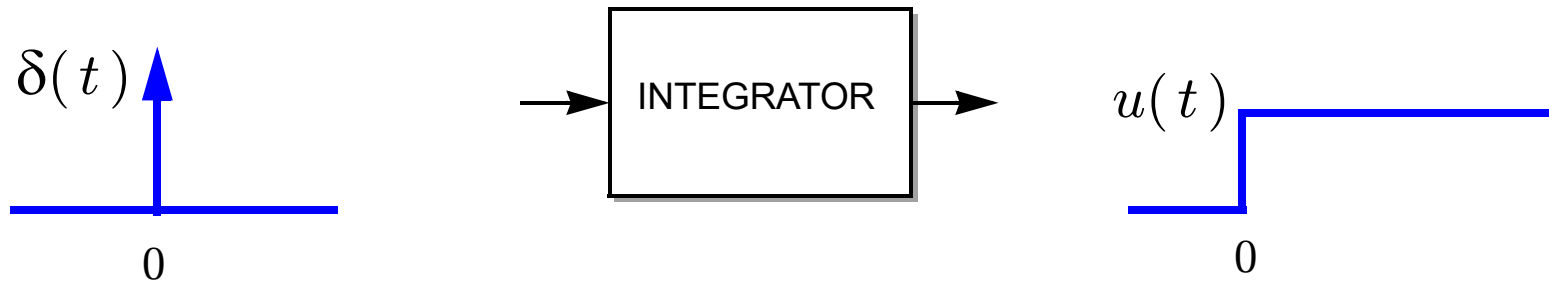 δ(t)
INTEGRATOR
u(t)
0
0